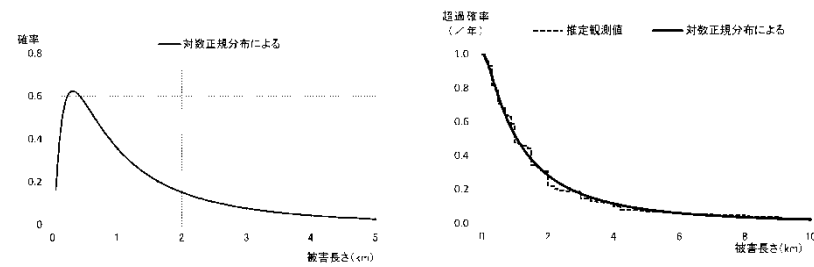 確率
対数正規分布による
0.8
0.6
0.4
0.2
0
0 1 2 3 4 5
被害長さ(km)
超過確率
(/年)
推定観測値 対数正規分布による
1.0
0.8
0.6
0.4
0.2
0.0
0 2 4 6 8 10
被害長さ(km)